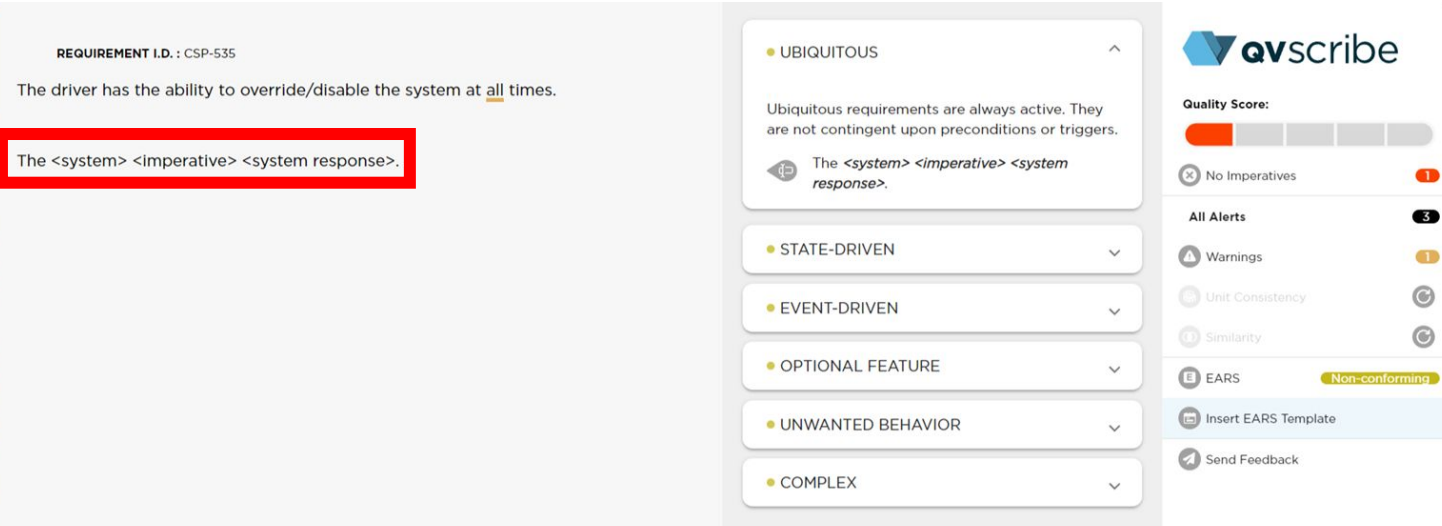 REQUIREMENT I.D. : CSP-535
The driver has the ability to override/disable the system at all times.
The <system> <imperative> <system response>.
UBIQUITOUS
Ubiquitous requirements are always active. They
are not contingent upon preconditions or triggers.
The <system> <imperative> <system
response>.
STATE-DRIVEN
EVENT-DRIVEN
OPTIONAL FEATURE
UNWANTED BEHAVIOR
COMPLEX
qvscribe
Quality Score:
No Imperatives 1
All Alerts 3
Warnings 1
Unit Consistency
Similarity
E EARS Non-conforming
Insert EARS Template
Send Feedback